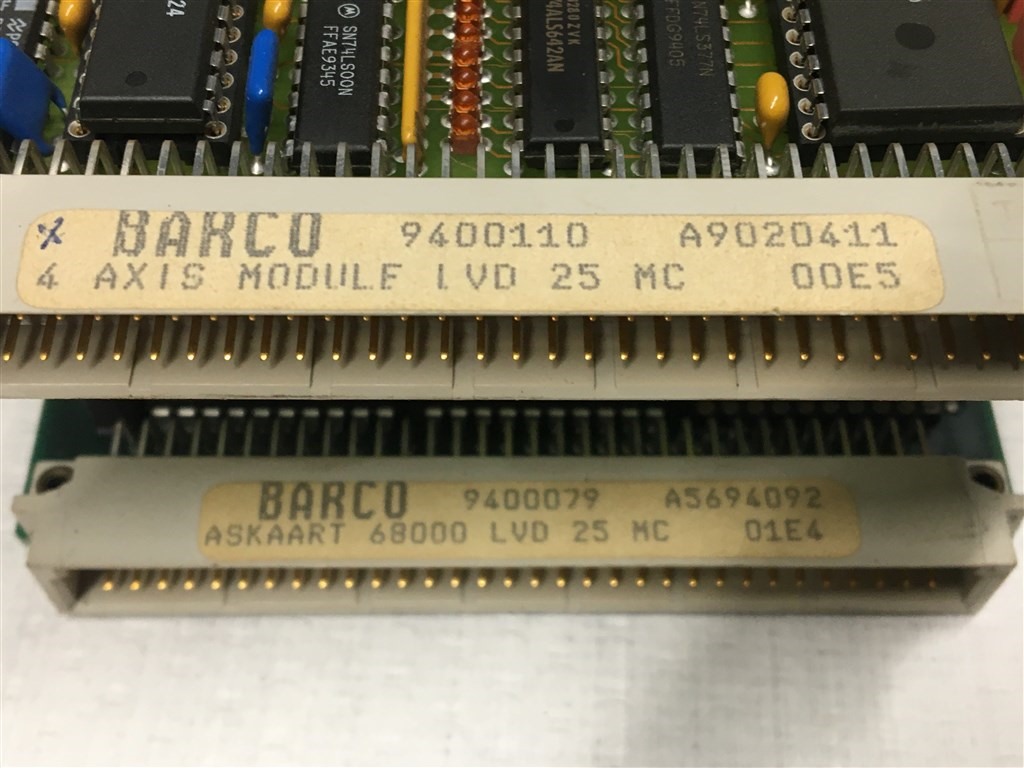 24
SN74LS00N
FFAE9345
74ALS642AN
0202ZVK
SN74LS377N
BARCO 9400110 A9020411
4 AXIS MODULE LVD 25 MC 00E5
BARCO 9400079 A5694092
ASKAART 68000 LVD 25 MC 01E4